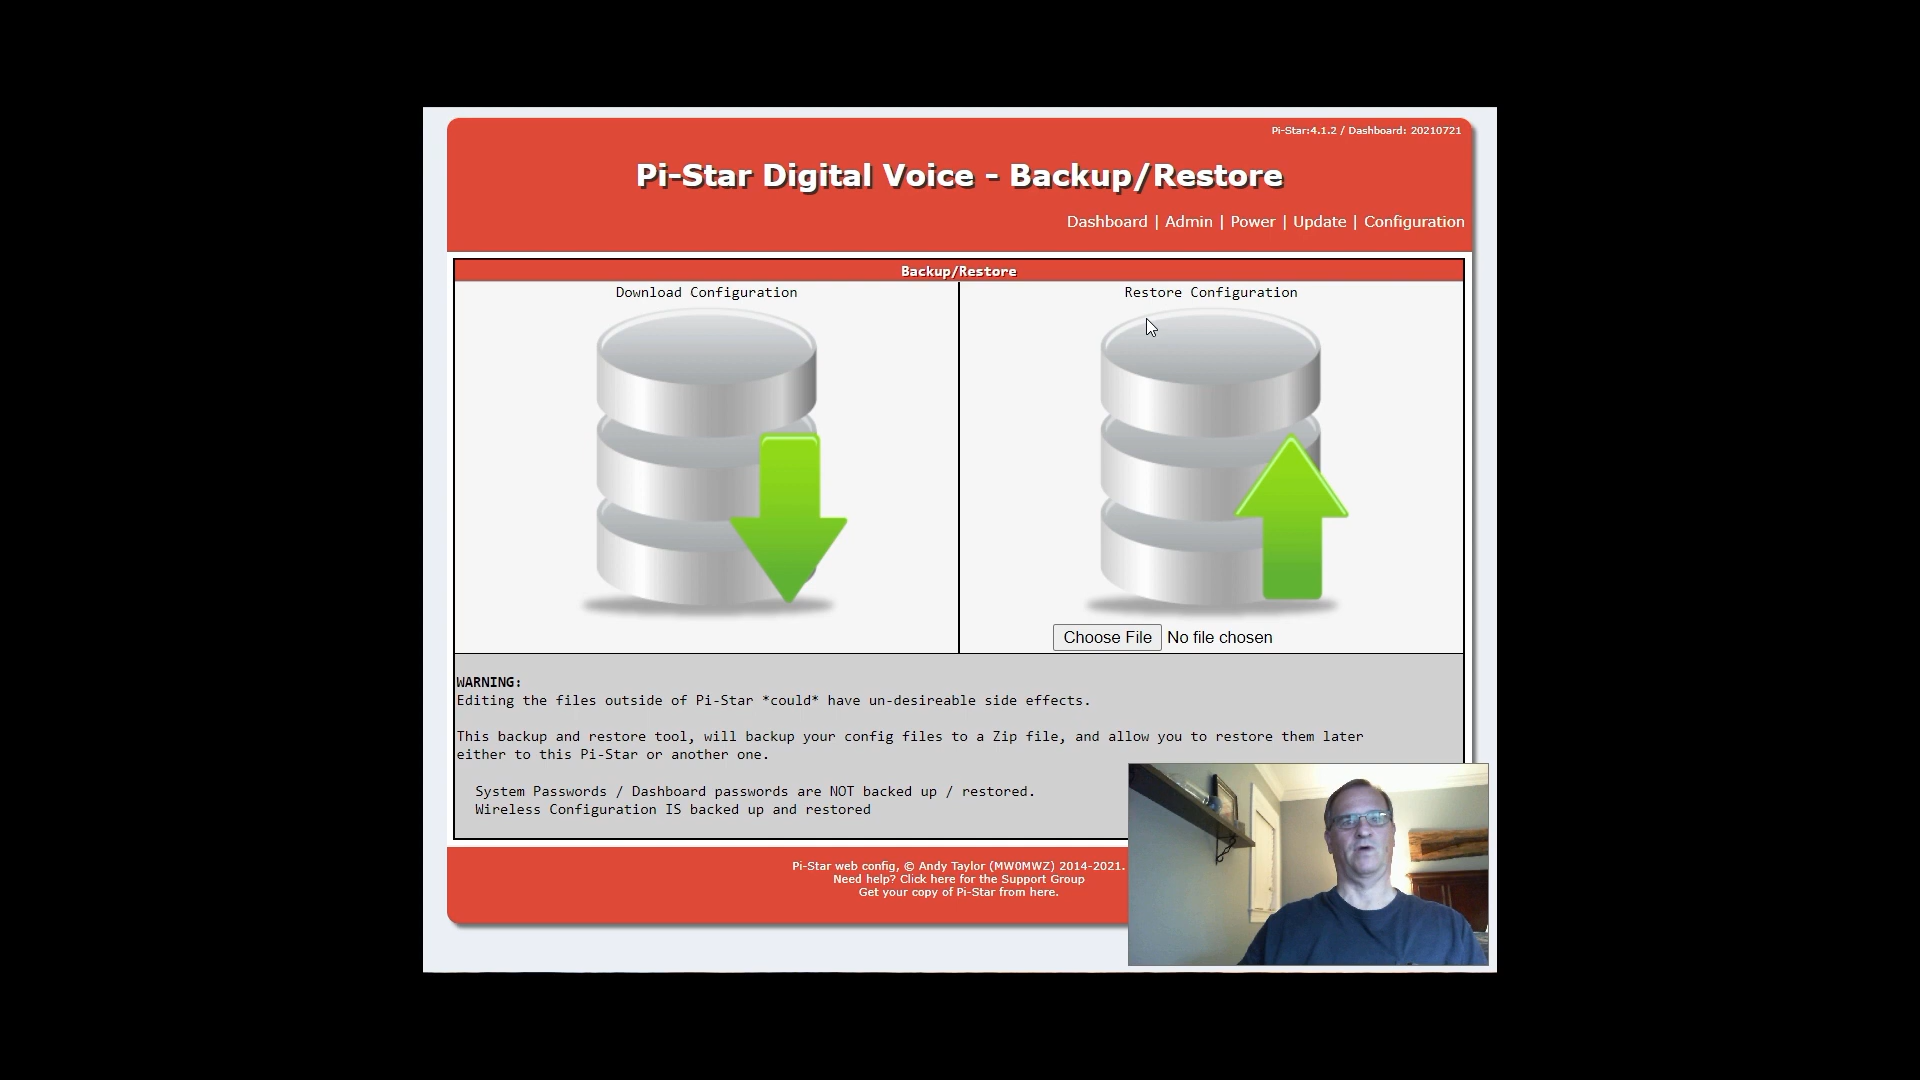 Pi-Star:4.1.2 / Dashboard: 20210721
Pi-Star Digital Voice - Backup/Restore
Dashboard | Admin | Power | Update | Configuration
Backup/Restore
Download Configuration
Restore Configuration
Choose File No file chosen
WARNING:
Editing the files outside of Pi-Star *could* have un-desireable side effects.
This backup and restore tool, will backup your config files to a Zip file, and allow you to restore them later
either to this Pi-Star or another one.
System Passwords / Dashboard passwords are NOT backed up / restored.
Wireless Configuration IS backed up and restored
Pi-Star web config, © Andy Taylor (MW0MWZ) 2014-2021.
Need help? Click here for the Support Group
Get your copy of Pi-Star from here.